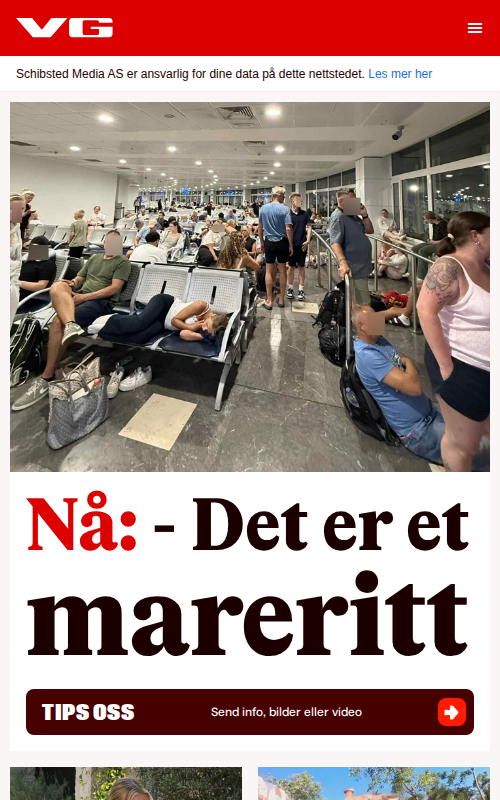 VG
Schibsted Media AS er ansvarlig for dine data på dette nettstedet. Les mer her
Nå: - Det er et
mareritt
TIPS OSS
Send info, bilder eller video